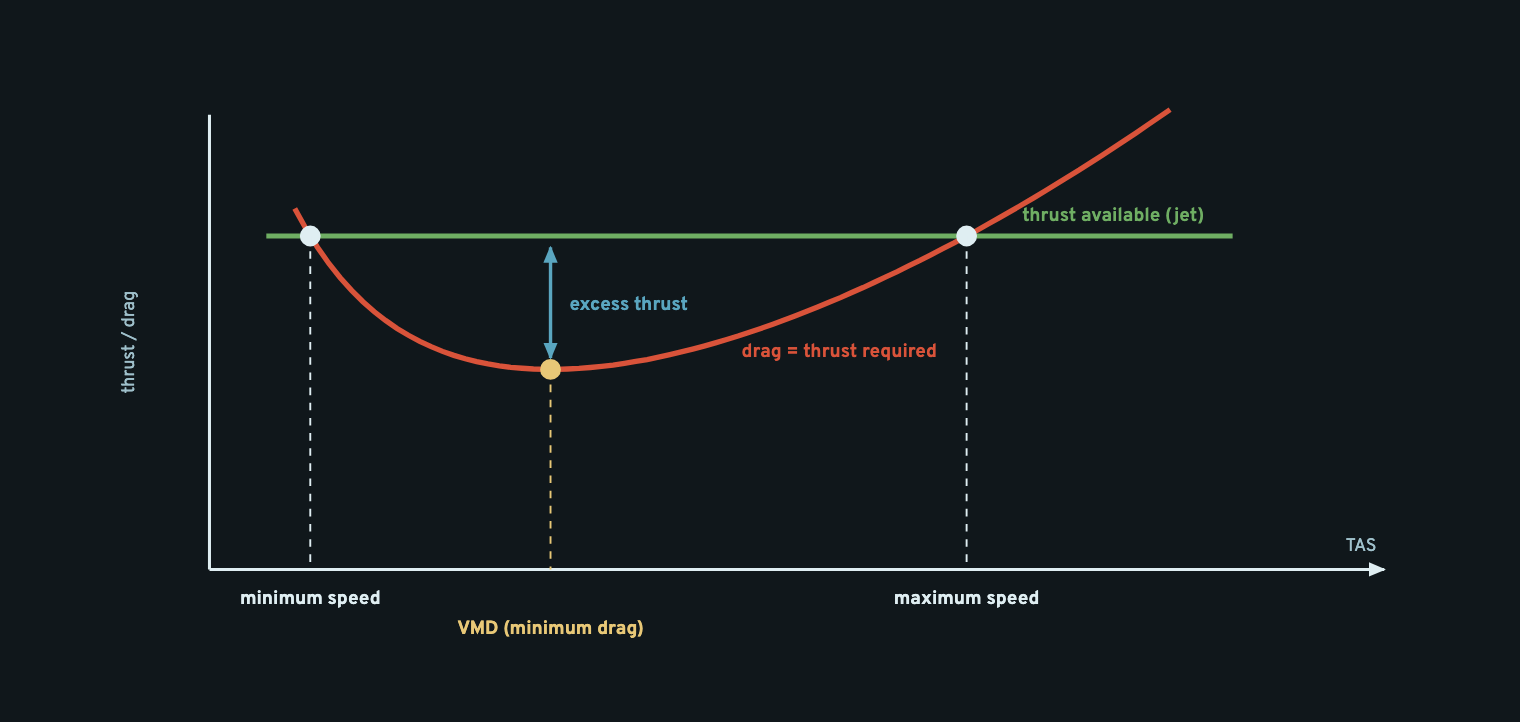 thrust available (jet)
excess thrust
thrust / drag
drag = thrust required
TAS
minimum speed
maximum speed
VMD (minimum drag)